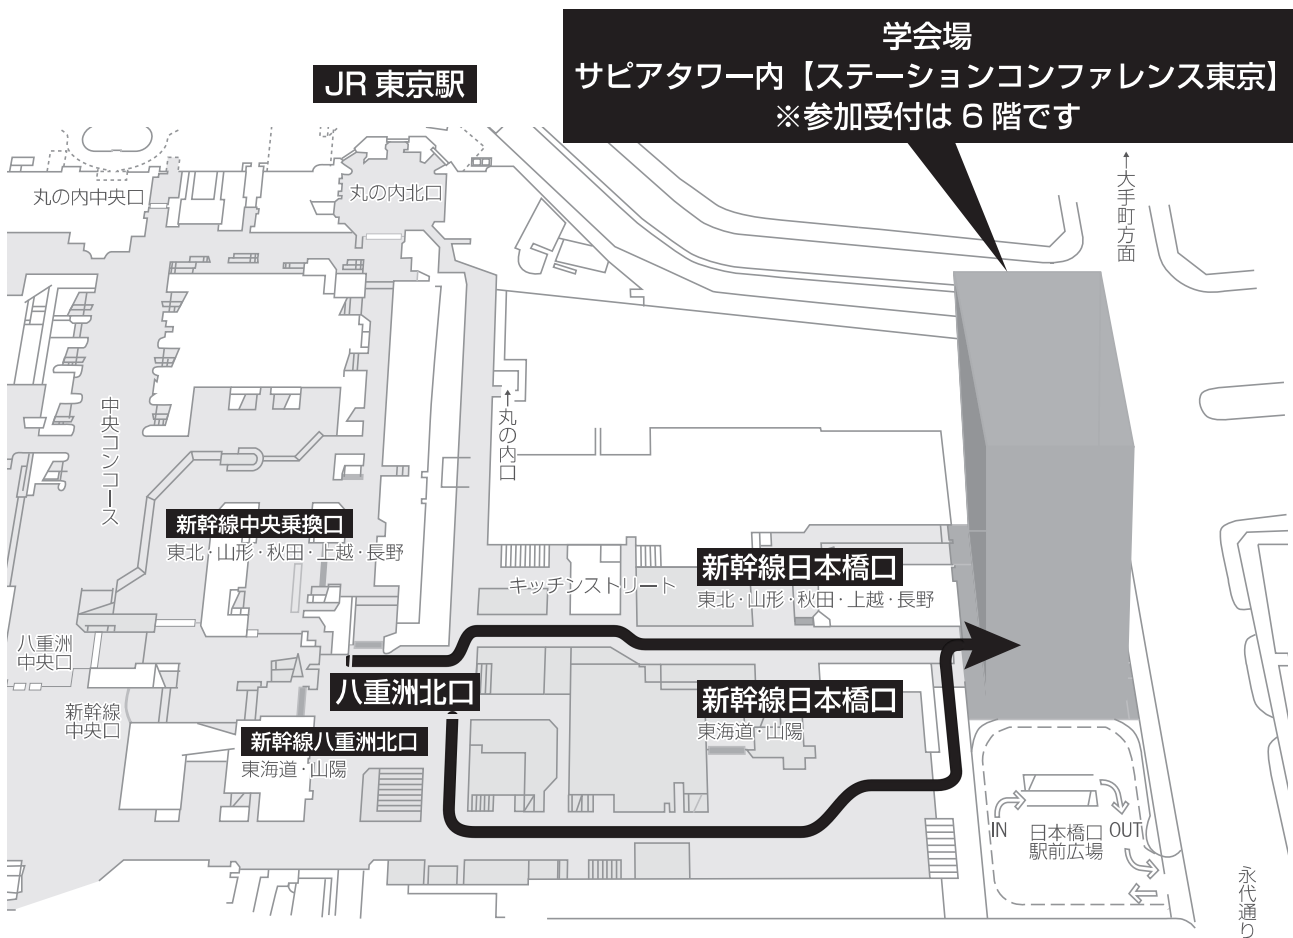 学会場
サピアタワー内【ステーションコンファレンス東京】
※参加受付は6階です
JR 東京駅
丸の内中央口
丸の内北口
↑大手町方面
中央コンコース
↑丸の内口
新幹線中央乗換口
東北・山形・秋田・上越・長野
キッチンストリート
新幹線日本橋口
東北・山形・秋田・上越・長野
八重洲
中央口
八重洲北口
新幹線
中央口
新幹線八重洲北口
東海道・山陽
新幹線日本橋口
東海道・山陽
IN
日本橋口
駅前広場
OUT
永代通り